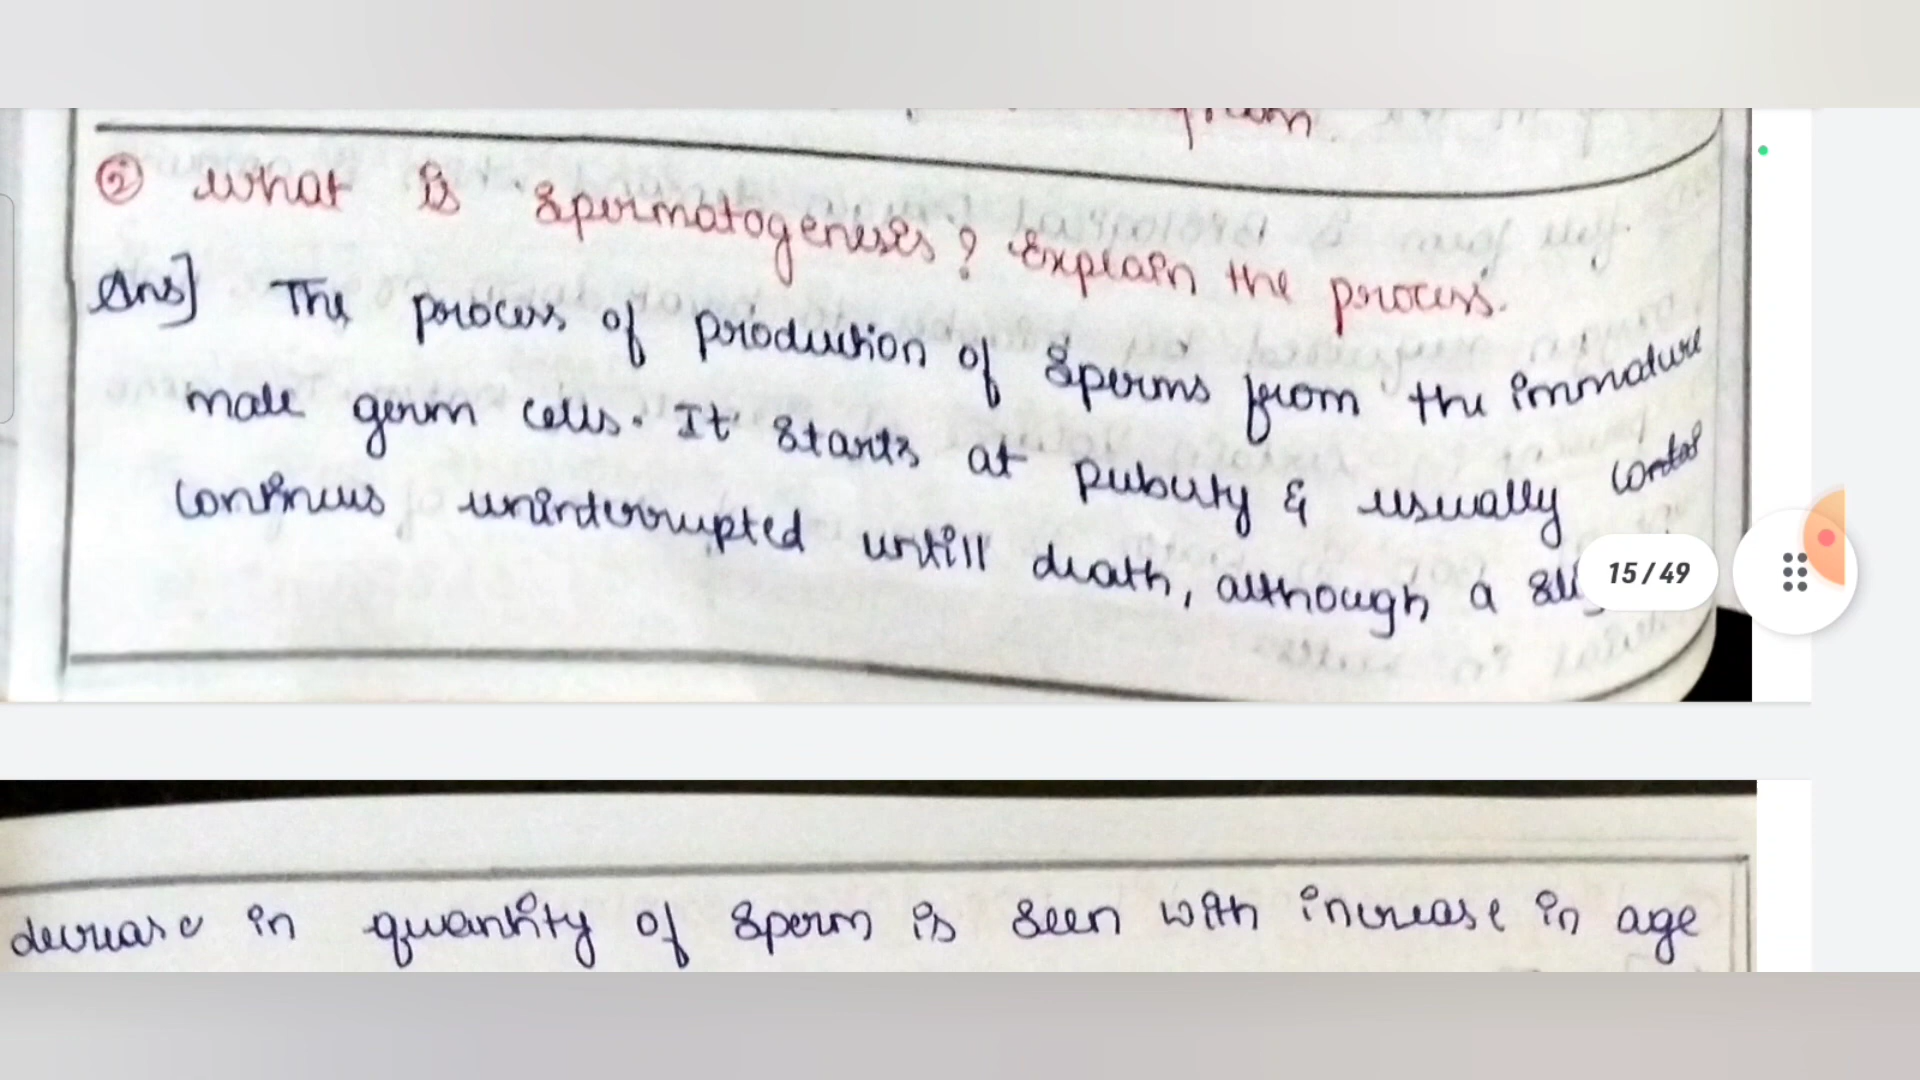 ② What is Spermatogenesis? Explain the process.
Ans] The process of production of sperms from the immature
male germ cells. It starts at puberty & usually
continues uninterrupted untill death, although a
15/49
decrease in quantity of sperm is seen with increase in age